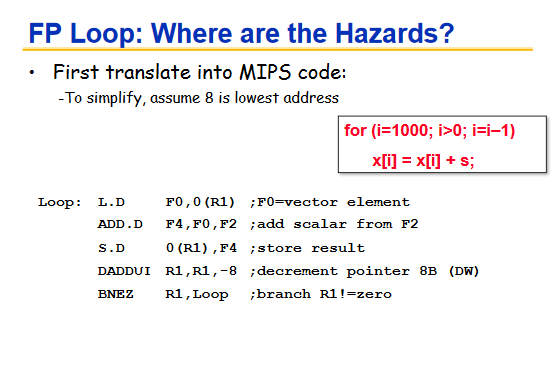 FP Loop: Where are the Hazards?
• First translate into MIPS code:
-To simplify, assume 8 is lowest address
for (i=1000; i>0; i=i–1)
x[i] = x[i] + s;
Loop: L.D F0,0(R1) ;F0=vector element
ADD.D F4,F0,F2 ;add scalar from F2
S.D 0(R1),F4 ;store result
DADDUI R1,R1,-8 ;decrement pointer 8B (DW)
BNEZ R1,Loop ;branch R1!=zero